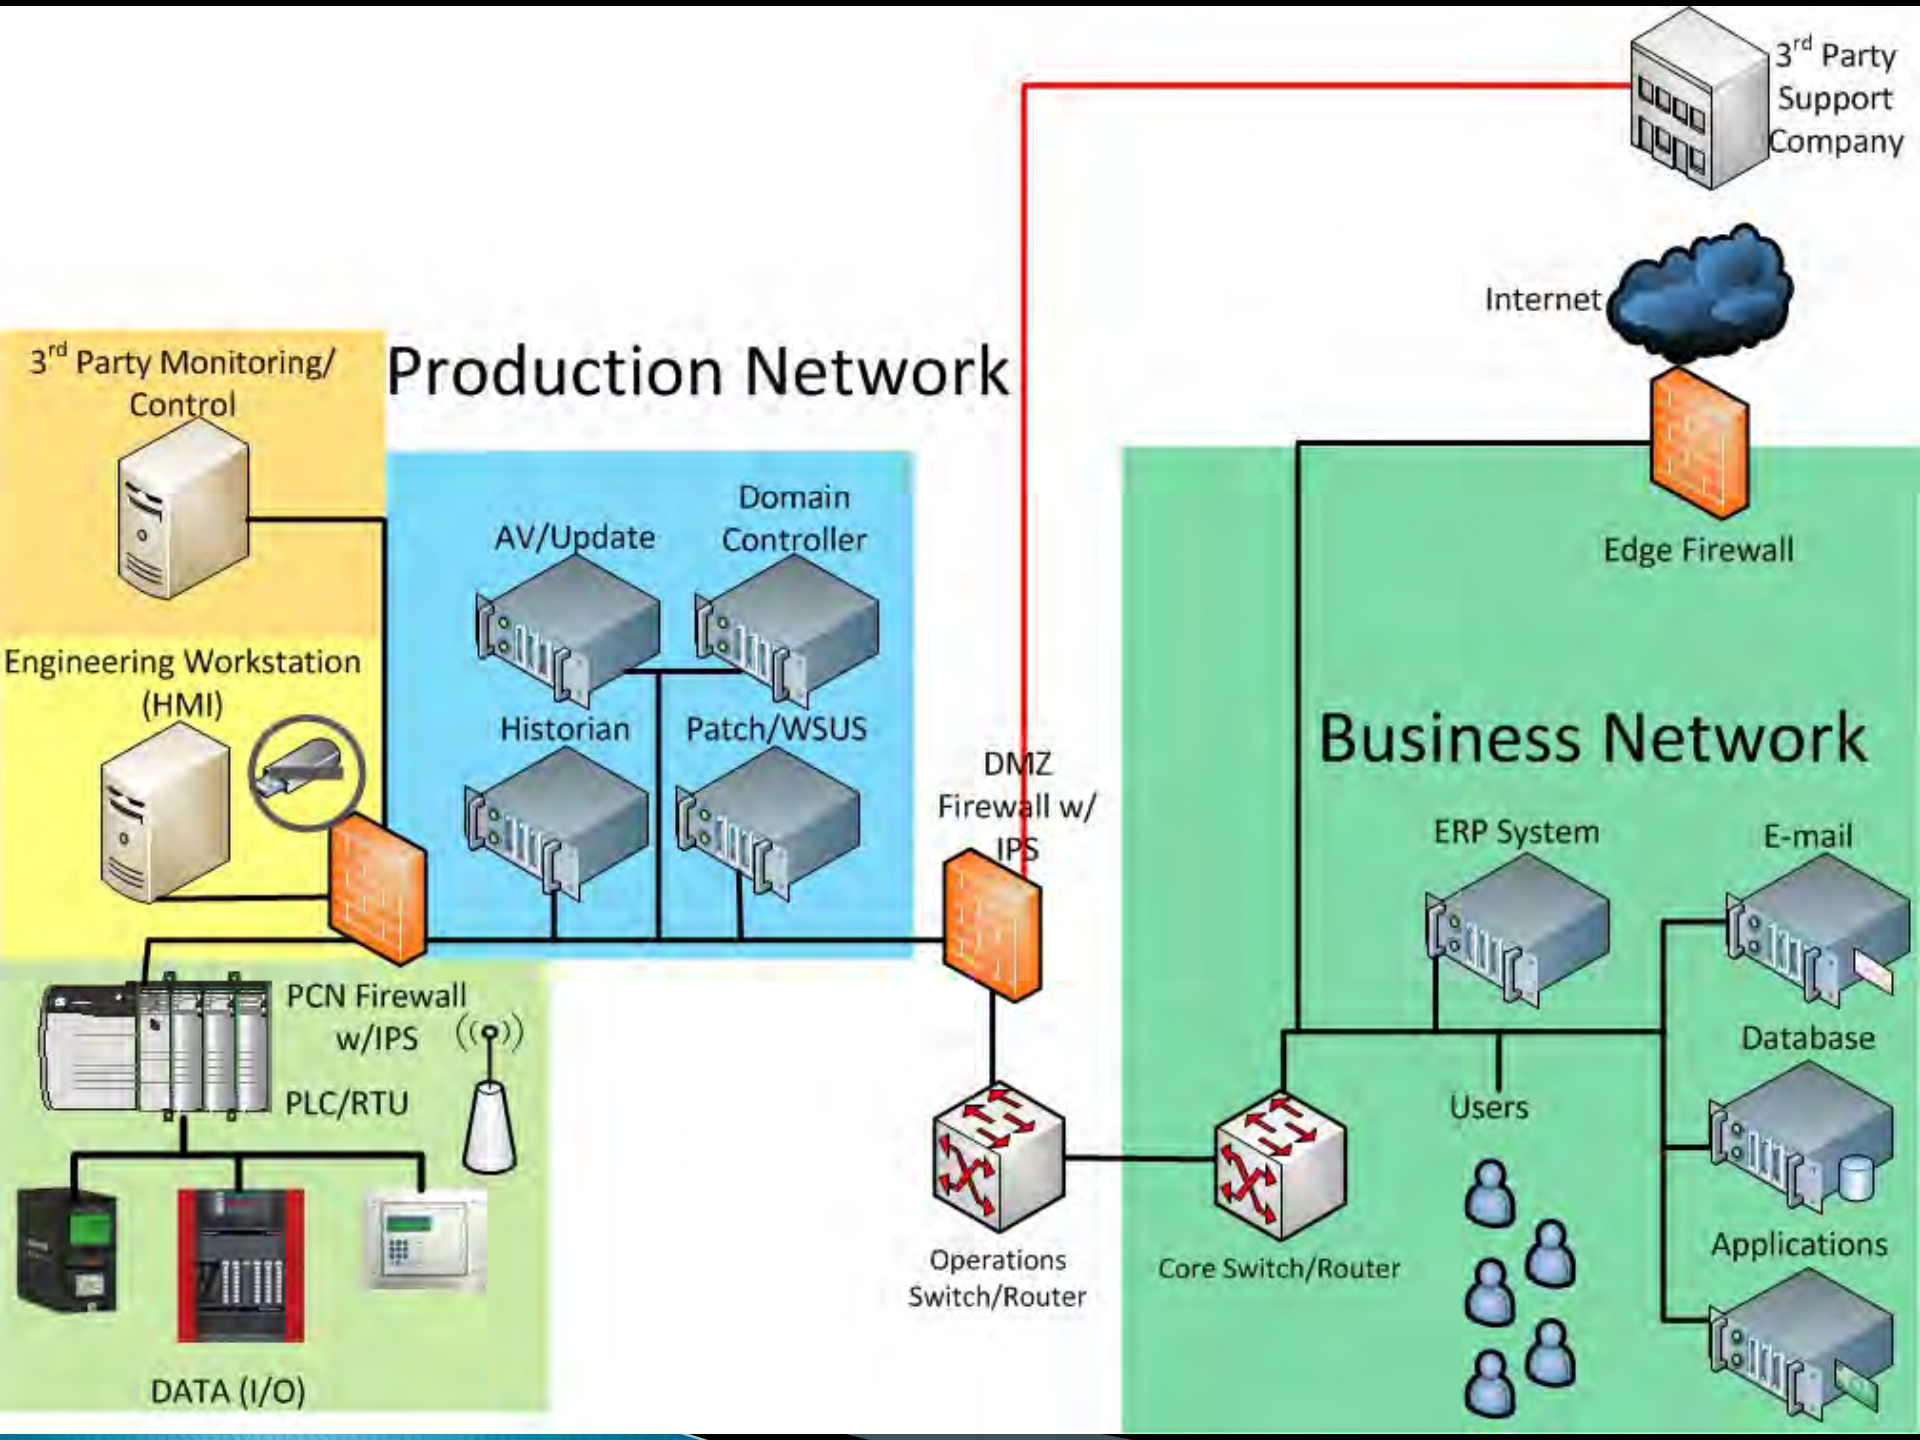 3rd Party
Support
Company
Internet
3rd Party Monitoring/
Control
Production Network
Edge Firewall
AV/Update
Domain
Controller
Engineering Workstation
(HMI)
Historian
Patch/WSUS
DMZ
Firewall w/
IPS
Business Network
ERP System
E-mail
PCN Firewall
w/IPS
PLC/RTU
Database
Users
Applications
Operations
Switch/Router
Core Switch/Router
DATA (I/O)